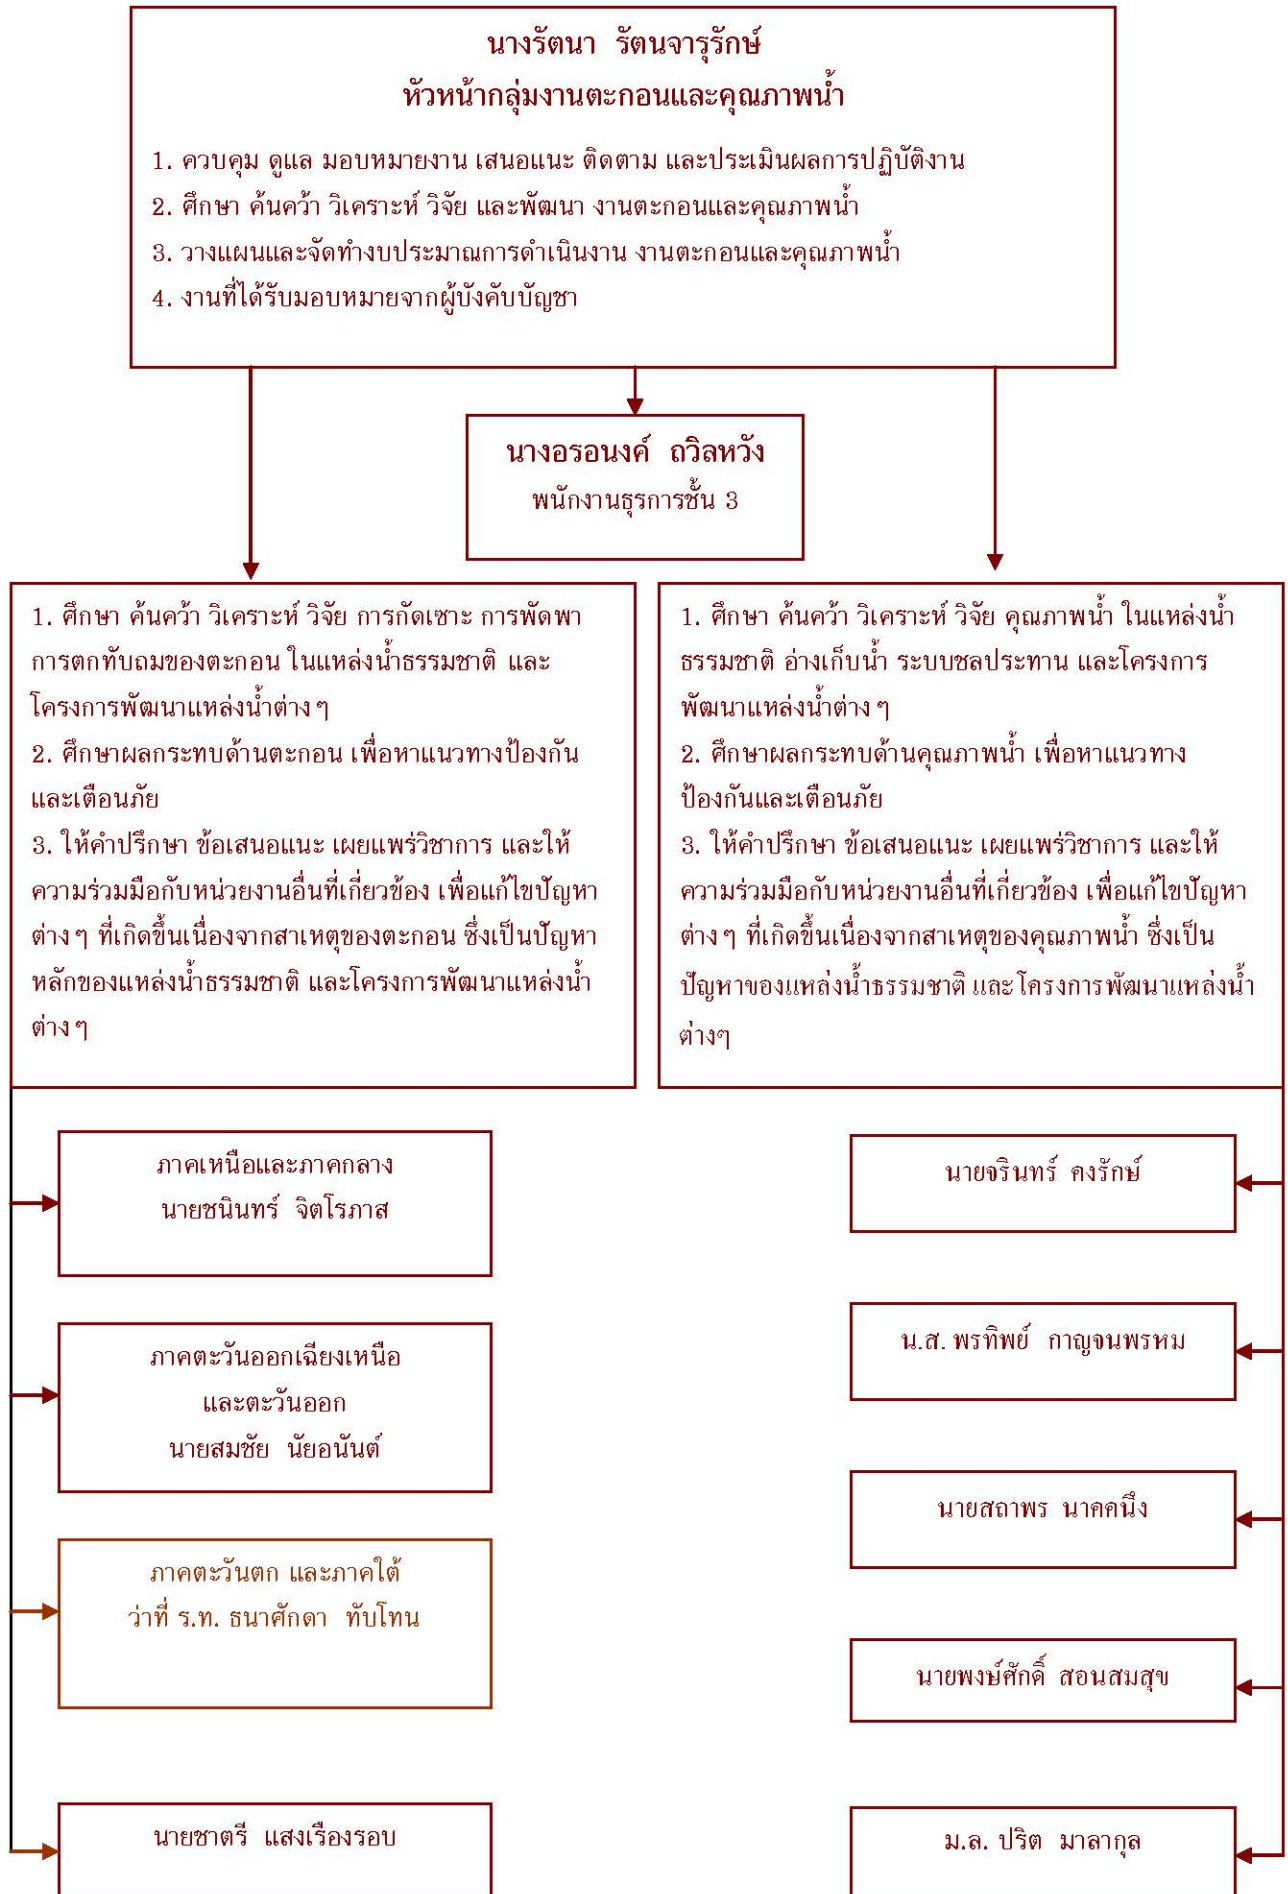 นางรัตนา  รัตนจารุรักษ์
หัวหน้ากลุ่มงานตะกอนและคุณภาพน้ำ
1. ควบคุม ดูแล มอบหมายงาน เสนอแนะ ติดตาม และประเมินผลการปฏิบัติงาน
2. ศึกษา ค้นคว้า วิเคราะห์ วิจัย และพัฒนา งานตะกอนและคุณภาพน้ำ
3. วางแผนและจัดทำงบประมาณการดำเนินงาน งานตะกอนและคุณภาพน้ำ
4. งานที่ได้รับมอบหมายจากผู้บังคับบัญชา
นางอรอนงค์  ถวิลหวัง
พนักงานธุรการชั้น 3
1. ศึกษา ค้นคว้า วิเคราะห์ วิจัย การกัดเซาะ การพัดพา
การตกทับถมของตะกอน ในแหล่งน้ำธรรมชาติ และ
โครงการพัฒนาแหล่งน้ำต่าง ๆ
2. ศึกษาผลกระทบด้านตะกอน เพื่อหาแนวทางป้องกัน
และเตือนภัย
3. ให้คำปรึกษา ข้อเสนอแนะ เผยแพร่วิชาการ และให้
ความร่วมมือกับหน่วยงานอื่นที่เกี่ยวข้อง เพื่อแก้ไขปัญหา
ต่าง ๆ ที่เกิดขึ้นเนื่องจากสาเหตุของตะกอน ซึ่งเป็นปัญหา
หลักของแหล่งน้ำธรรมชาติ และโครงการพัฒนาแหล่งน้ำ
ต่าง ๆ
1. ศึกษา ค้นคว้า วิเคราะห์ วิจัย คุณภาพน้ำ ในแหล่งน้ำ
ธรรมชาติ อ่างเก็บน้ำ ระบบชลประทาน และโครงการ
พัฒนาแหล่งน้ำต่าง ๆ
2. ศึกษาผลกระทบด้านคุณภาพน้ำ เพื่อหาแนวทาง
ป้องกันและเตือนภัย
3. ให้คำปรึกษา ข้อเสนอแนะ เผยแพร่วิชาการ และให้
ความร่วมมือกับหน่วยงานอื่นที่เกี่ยวข้อง เพื่อแก้ไขปัญหา
ต่าง ๆ ที่เกิดขึ้นเนื่องจากสาเหตุของคุณภาพน้ำ ซึ่งเป็น
ปัญหาของแหล่งน้ำธรรมชาติ และโครงการพัฒนาแหล่งน้ำ
ต่างๆ
ภาคเหนือและภาคกลาง
นายชนินทร์  จิตโรภาส
ภาคตะวันออกเฉียงเหนือ
และตะวันออก
นายสมชัย  นัยอนันต์
ภาคตะวันตก และภาคใต้
ว่าที่ ร.ท. ธนาศักดา  ทับโทน
นายชาตรี  แสงเรืองรอบ
นายจรินทร์  คงรักษ์
น.ส. พรทิพย์  กาญจนพรหม
นายสถาพร  นาคคนึง
นายพงษ์ศักดิ์ สอนสมสุข
ม.ล. ปริต  มาลากุล